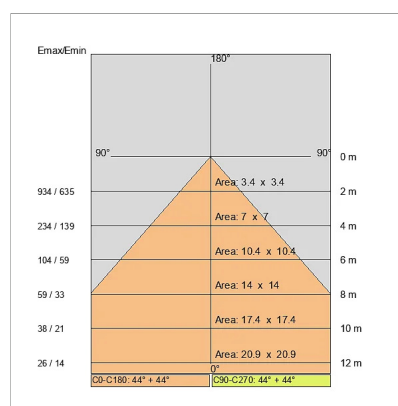 Emax/Emin
180°
90° 90° 0 m
Area: 3.4 x 3.4
934 / 635 2 m
Area: 7 x 7
234 / 139 4 m
Area: 10.4 x 10.4
104 / 59 6 m
Area: 14 x 14
59 / 33 8 m
Area: 17.4 x 17.4
38 / 21 10 m
Area: 20.9 x 20.9
26 / 14 12 m
0°
C0-C180: 44° + 44° C90-C270: 44° + 44°